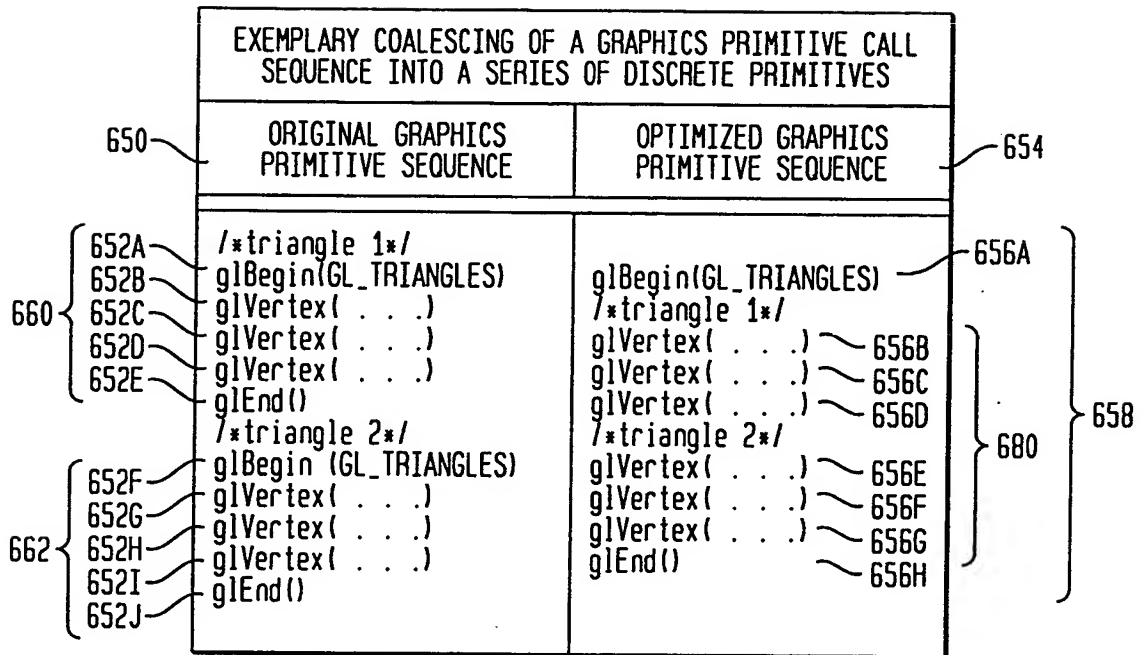 EXEMPLARY COALESCING OF A GRAPHICS PRIMITIVE CALL
SEQUENCE INTO A SERIES OF DISCRETE PRIMITIVES
650
ORIGINAL GRAPHICS
PRIMITIVE SEQUENCE
OPTIMIZED GRAPHICS
PRIMITIVE SEQUENCE
654
660
652A
652B
652C
652D
652E
/*triangle 1*/
glBegin(GL_TRIANGLES)
glVertex( . . .)
glVertex( . . .)
glVertex( . . .)
glEnd()
/*triangle 2*/
glBegin (GL_TRIANGLES)
glVertex( . . .)
glVertex( . . .)
glVertex( . . .)
glEnd()
662
652F
652G
652H
652I
652J
glBegin(GL_TRIANGLES)
/*triangle 1*/
glVertex( . . .)
glVertex( . . .)
glVertex( . . .)
/*triangle 2*/
glVertex( . . .)
glVertex( . . .)
glVertex( . . .)
glEnd()
656A
656B
656C
656D
656E
656F
656G
656H
680
658